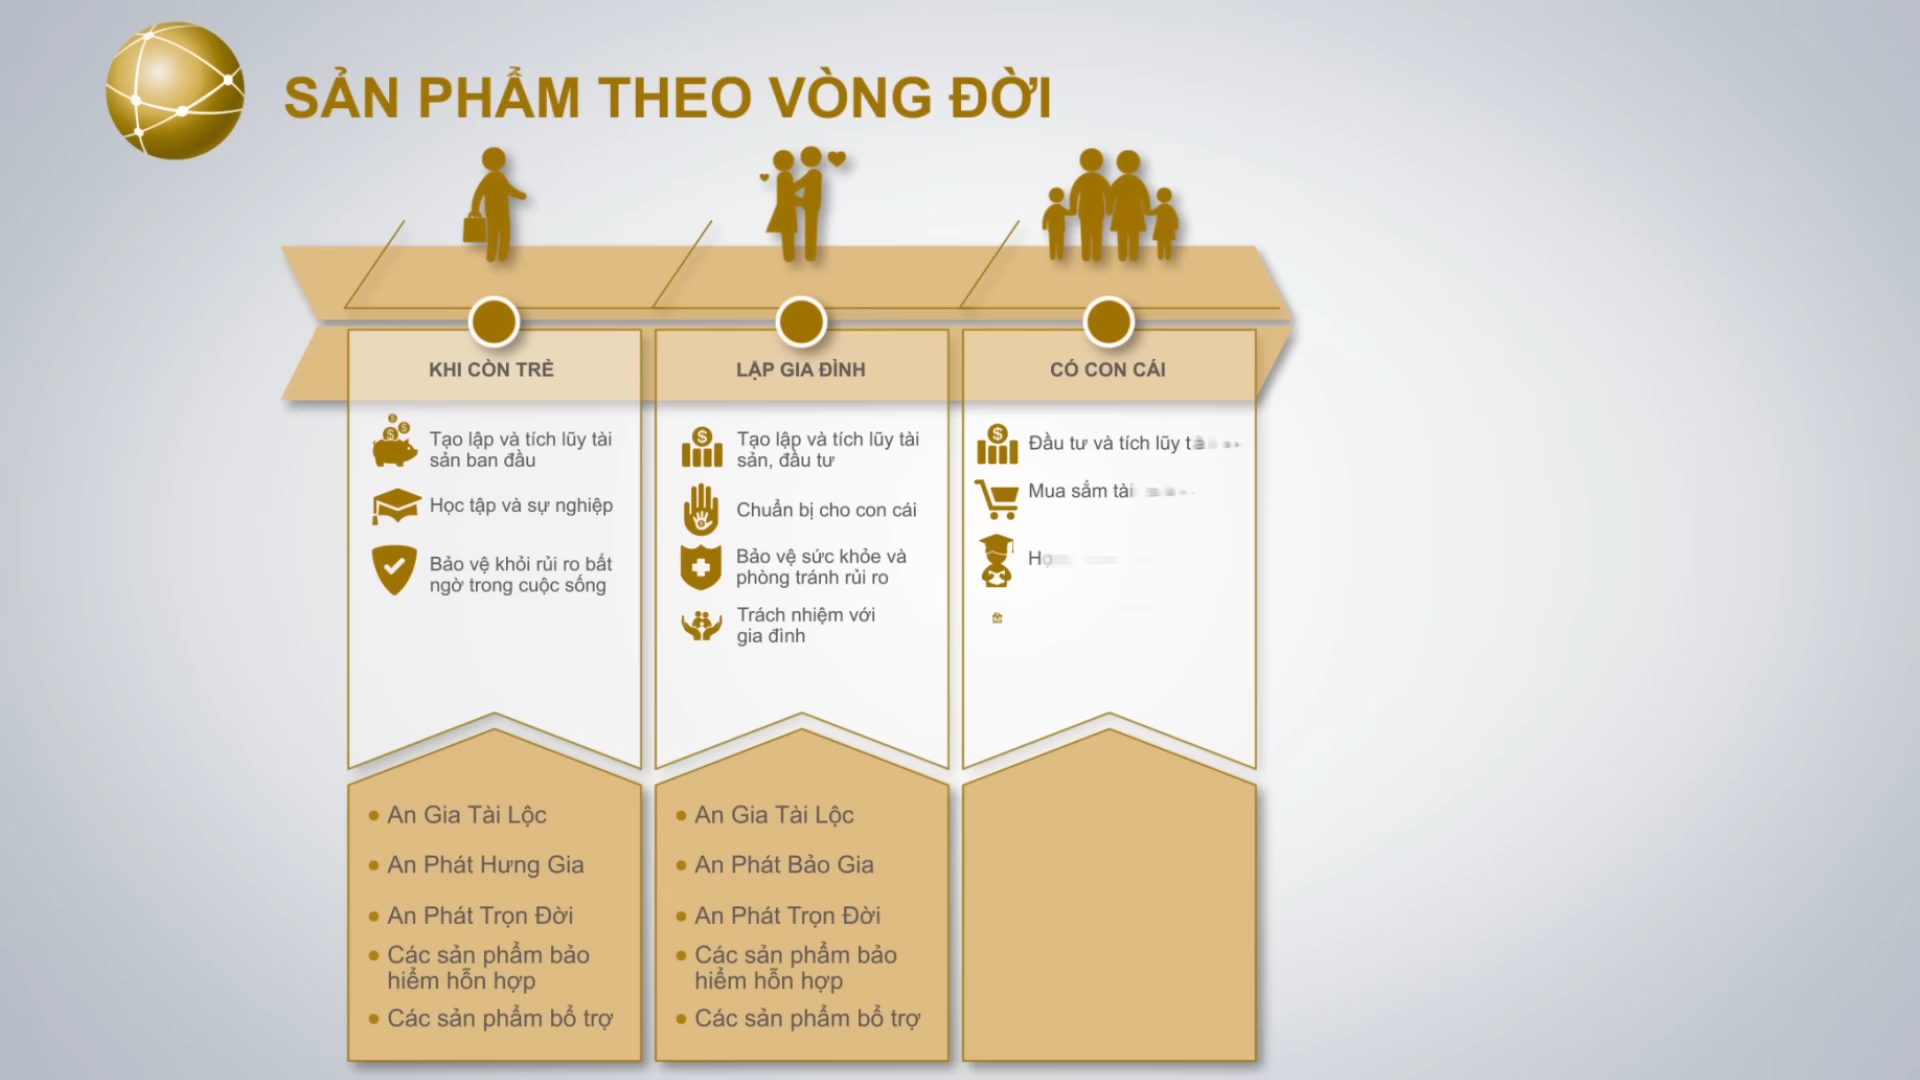 SẢN PHẨM THEO VÒNG ĐỜI
KHI CÒN TRẺ
Tạo lập và tích lũy tài
sản ban đầu
Học tập và sự nghiệp
Bảo vệ khỏi rủi ro bất
ngờ trong cuộc sống
An Gia Tài Lộc
An Phát Hưng Gia
An Phát Trọn Đời
Các sản phẩm bảo
hiểm hỗn hợp
Các sản phẩm bổ trợ
LẬP GIA ĐÌNH
Tạo lập và tích lũy tài
sản, đầu tư
Chuẩn bị cho con cái
Bảo vệ sức khỏe và
phòng tránh rủi ro
Trách nhiệm với
gia đình
An Gia Tài Lộc
An Phát Bảo Gia
An Phát Trọn Đời
Các sản phẩm bảo
hiểm hỗn hợp
Các sản phẩm bổ trợ
CÓ CON CÁI
Đầu tư và tích lũy
Mua sắm tài